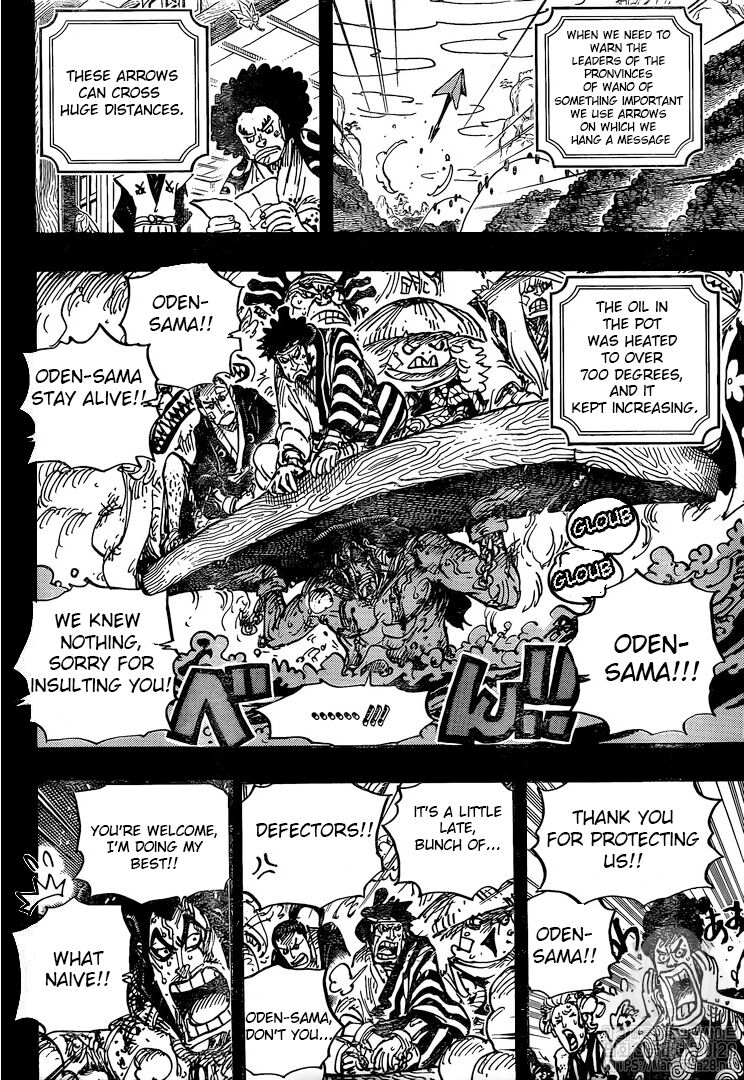 WHEN WE NEED TO
WARN THE
LEADERS OF THE
PRONVINCES
OF WANO OF
SOMETHING IMPORTANT
WE USE ARROWS
ON WHICH WE
HANG A MESSAGE
THESE ARROWS
CAN CROSS
HUGE DISTANCES.
THE OIL IN
THE POT
WAS HEATED
TO OVER
700 DEGREES,
AND IT
KEPT INCREASING.
ODEN-
SAMA!!
ODEN-SAMA
STAY ALIVE!!
GLOUB
GLOUB
ODEN-
SAMA!!!
WE KNEW
NOTHING,
SORRY FOR
INSULTING YOU!
べん!!
......!!!
THANK YOU
FOR PROTECTING
US!!
ODEN-
SAMA!!
IT'S A LITTLE
LATE,
BUNCH OF...
DEFECTORS!!
ODEN-SAMA,
DON'T YOU...
YOU'RE WELCOME,
I'M DOING MY
BEST!!
WHAT
NAIVE!!